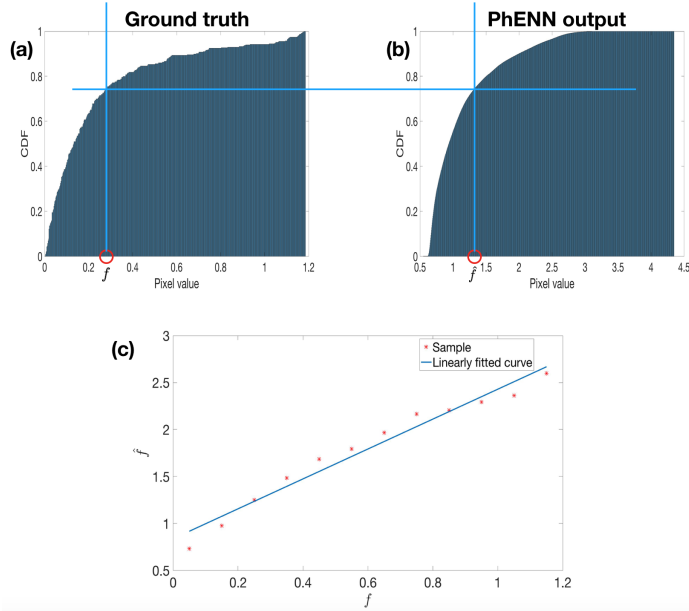 Ground truth
PhENN output
(a)
(b)
1
0.8
0.6
0.4
0.2
0
CDF
0
0.2
0.4
0.6
0.8
1
1.2
f
Pixel value
1
0.8
0.6
0.4
0.2
0
CDF
0.5
1
1.5
2
2.5
3
3.5
4
4.5
f̂
Pixel value
(c)
3
2.5
2
1.5
1
0.5
f̂
Sample
Linearly fitted curve
0
0.2
0.4
0.6
0.8
1
1.2
f